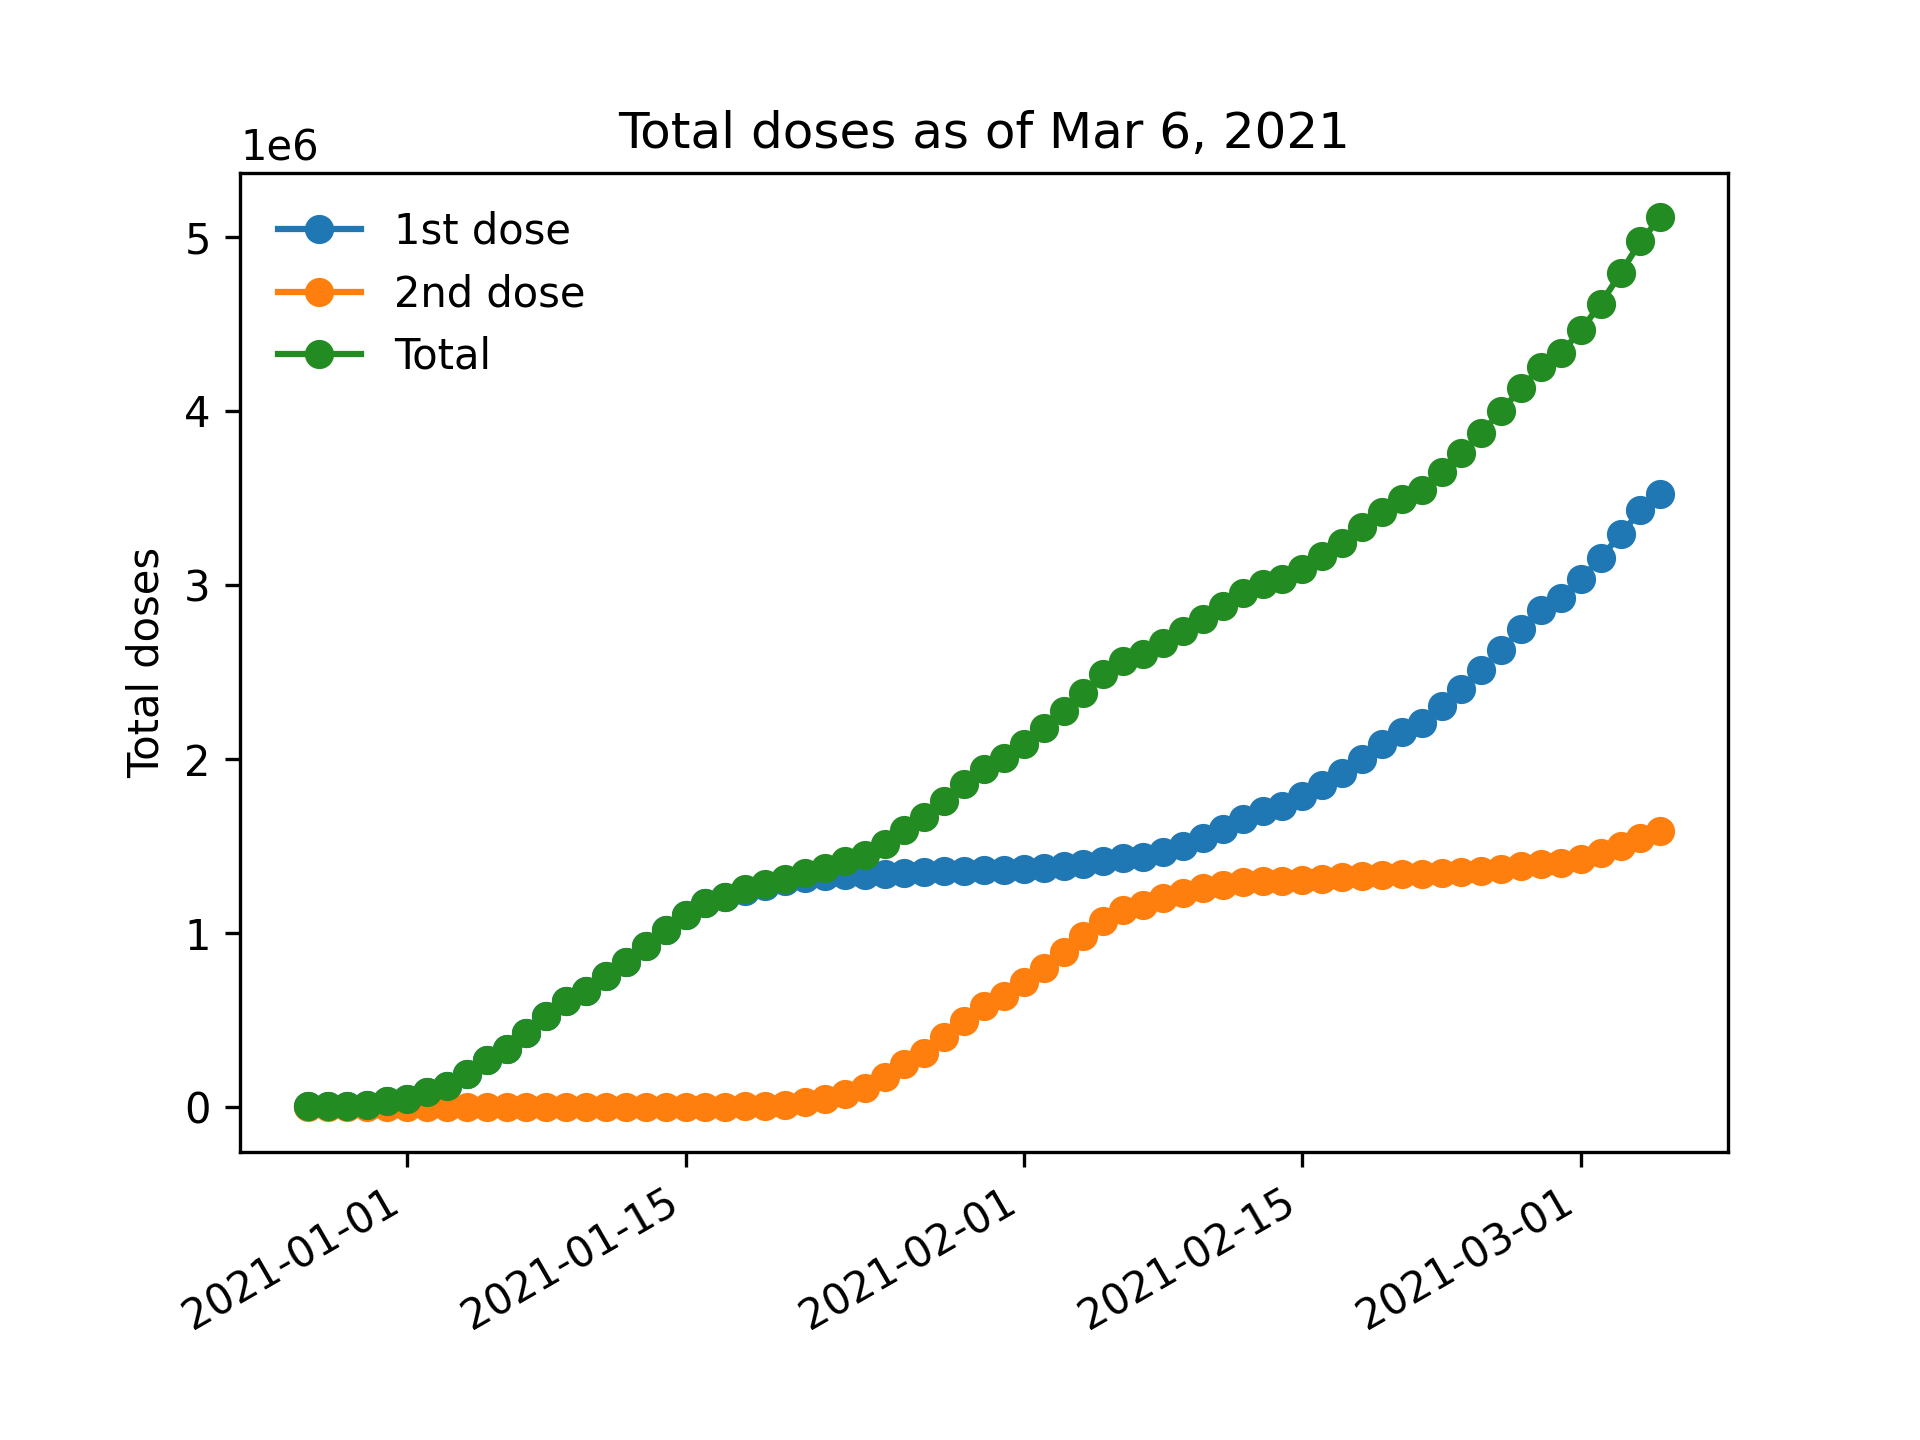 Total doses as of Mar 6, 2021
1e6
1st dose
2nd dose
Total
5
4
3
2
1
0
Total doses
2021-01-01
2021-01-15
2021-02-01
2021-02-15
2021-03-01